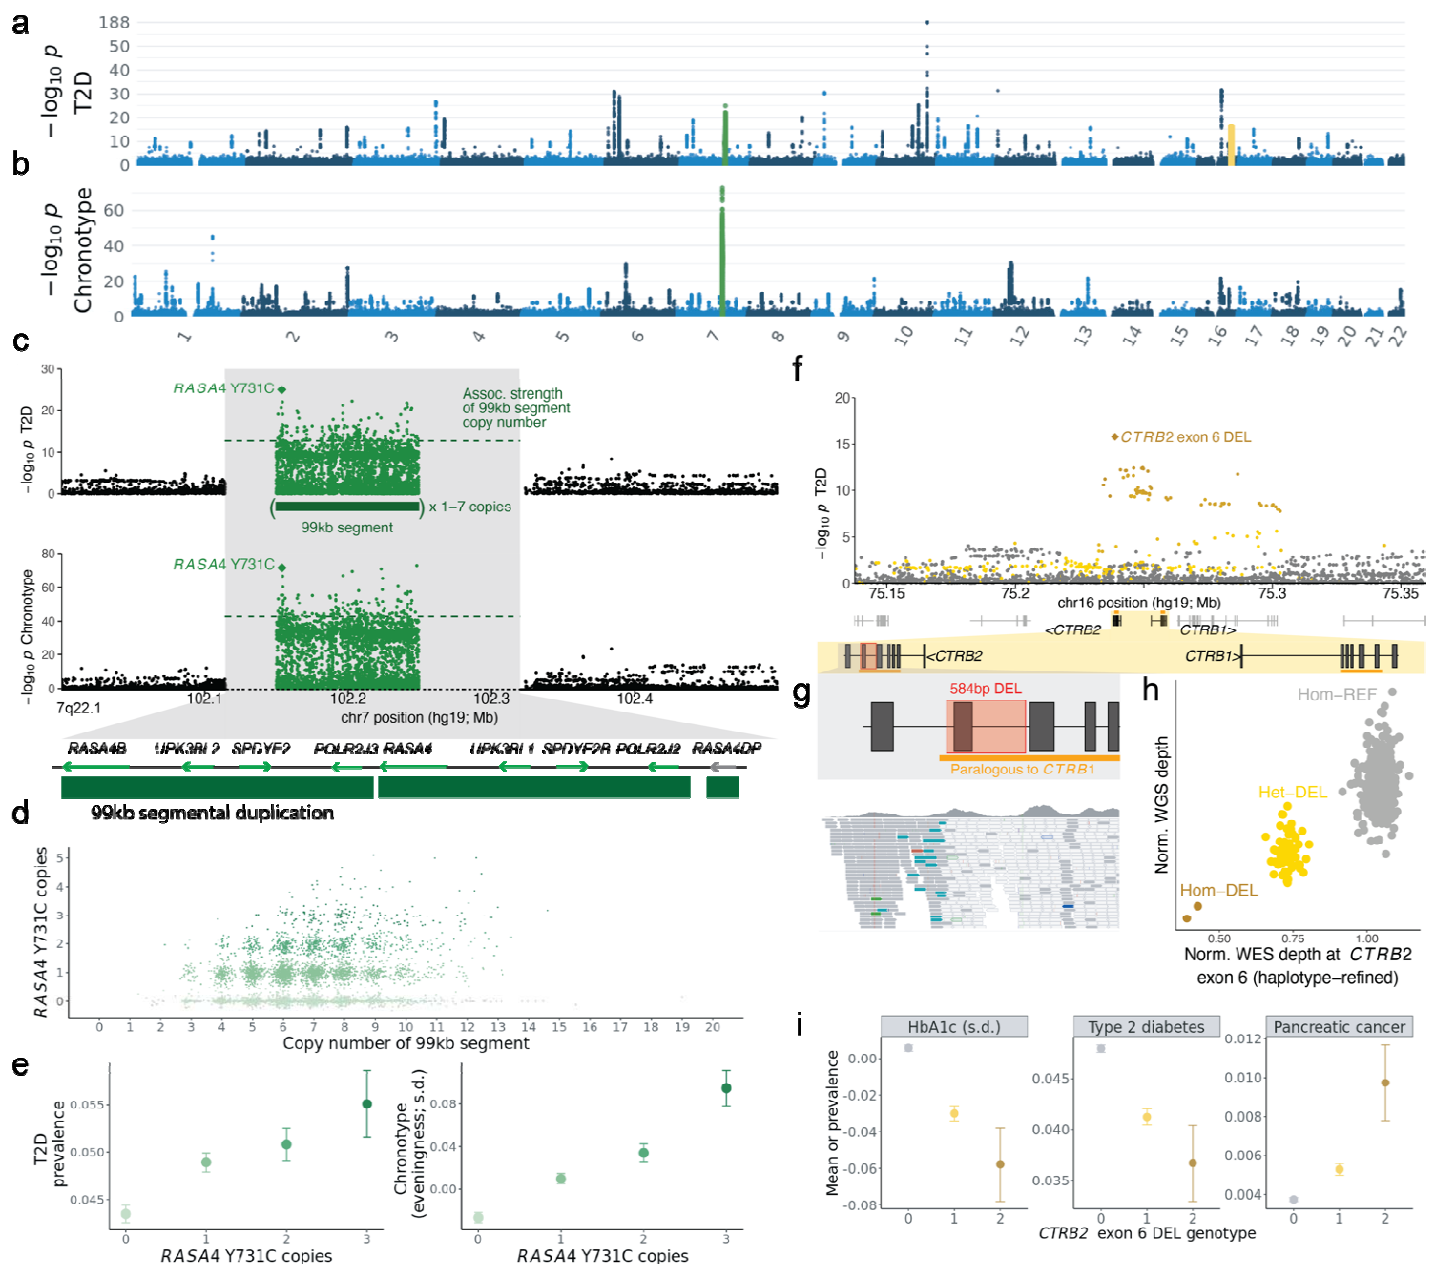 a
188
50
40
30
20
10
0
−log10 p
T2D
b
60
40
20
0
−log10 p
Chronotype
1 2 3 4 5 6 7 8 9 10 11 12 13 14 15 16 17 18 19 20 21 22
c
30
20
10
0
−log10 p T2D
RASA4 Y731C
Assoc. strength
of 99kb segment
copy number
( ) x 1−7 copies
99kb segment
80
60
40
20
0
−log10 p Chronotype
RASA4 Y731C
102.1 102.2 102.3 102.4
7q22.1
chr7 position (hg19; Mb)
RASA4B UPK3BL2 SPDYE2 POLR2J3 RASA4 UPK3BL1 SPDYE2B POLR2J2 RASA4DP
99kb segmental duplication
d
5
4
3
2
1
0
RASA4 Y731C copies
0 1 2 3 4 5 6 7 8 9 10 11 12 13 14 15 16 17 18 19 20
Copy number of 99kb segment
e
0.055
0.050
0.045
T2D
prevalence
0 1 2 3
RASA4 Y731C copies
0.08
0.04
0.00
Chronotype
(eveningness; s.d.)
0 1 2 3
RASA4 Y731C copies
f
20
15
10
5
0
−log10 p T2D
CTRB2 exon 6 DEL
75.15 75.2 75.3 75.35
chr16 position (hg19; Mb)
<CTRB2 CTRB1>
<CTRB2 CTRB1>
g
584bp DEL
Paralogous to CTRB1
h
Hom−REF
Het−DEL
Hom−DEL
Norm. WGS depth
0.50 0.75 1.00
Norm. WES depth at CTRB2
exon 6 (haplotype−refined)
i
HbA1c (s.d.) Type 2 diabetes Pancreatic cancer
Mean or prevalence
0.00
-0.02
-0.04
-0.06
-0.08
0 1 2
0.045
0.040
0.035
0 1 2
0.012
0.010
0.008
0.006
0.004
0 1 2
CTRB2 exon 6 DEL genotype